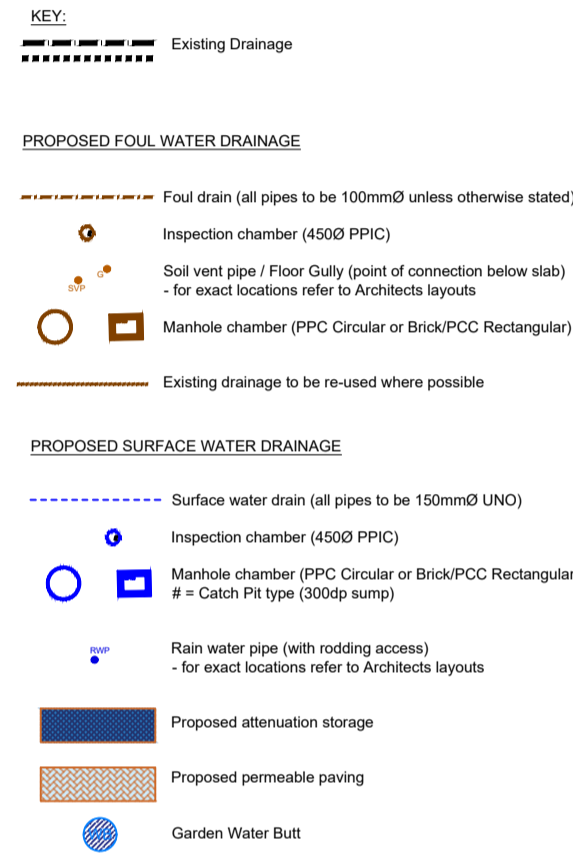 KEY:
Existing Drainage
PROPOSED FOUL WATER DRAINAGE
Foul drain (all pipes to be 100mmØ unless otherwise stated)
Inspection chamber (450Ø PPIC)
G
SVP
Soil vent pipe / Floor Gully (point of connection below slab)
- for exact locations refer to Architects layouts
Manhole chamber (PPC Circular or Brick/PCC Rectangular)
Existing drainage to be re-used where possible
PROPOSED SURFACE WATER DRAINAGE
Surface water drain (all pipes to be 150mmØ UNO)
Inspection chamber (450Ø PPIC)
Manhole chamber (PPC Circular or Brick/PCC Rectangular
# = Catch Pit type (300dp sump)
RWP
Rain water pipe (with rodding access)
- for exact locations refer to Architects layouts
Proposed attenuation storage
Proposed permeable paving
Garden Water Butt